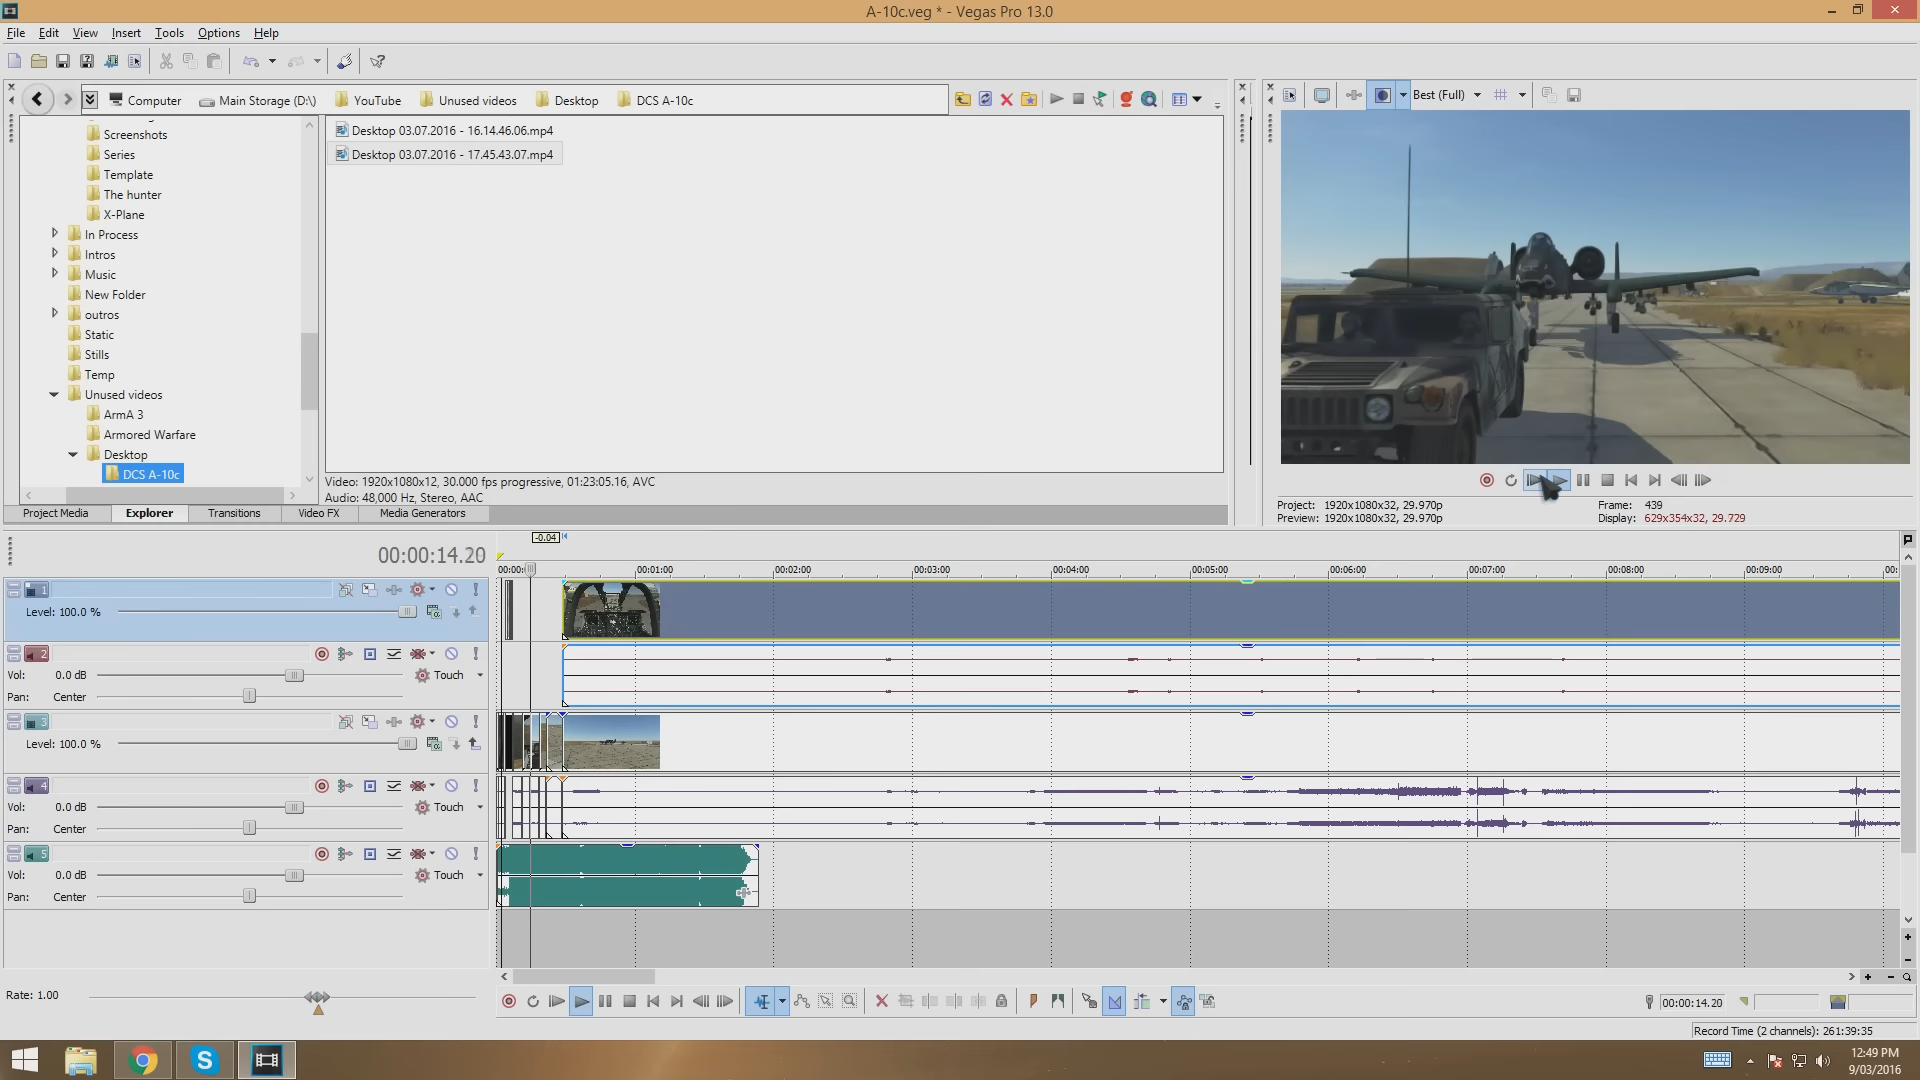 A-10c.veg * - Vegas Pro 13.0
File Edit View Insert Tools Options Help
Computer Main Storage (D:\) YouTube Unused videos Desktop DCS A-10c
Best (Full)
Screenshots
Series
Template
The hunter
X-Plane
In Process
Intros
Music
New Folder
outros
Static
Stills
Temp
Unused videos
ArmA 3
Armored Warfare
Desktop
DCS A-10c
Desktop 03.07.2016 - 16.14.46.06.mp4
Desktop 03.07.2016 - 17.45.43.07.mp4
Video: 1920x1080x12, 30.000 fps progressive, 01:23:05.16, AVC
Audio: 48,000 Hz, Stereo, AAC
Project Media Explorer Transitions Video FX Media Generators
Project: 1920x1080x32, 29.970p Frame: 439
Preview: 1920x1080x32, 29.970p Display: 629x354x32, 29.729
-0.04
00:00:14.20
00:01:00 00:02:00 00:03:00 00:04:00 00:05:00 00:06:00 00:07:00 00:08:00 00:09:00
1
Level: 100.0 %
2
Vol: 0.0 dB Touch
Pan: Center
3
Level: 100.0 %
4
Vol: 0.0 dB Touch
Pan: Center
5
Vol: 0.0 dB Touch
Pan: Center
Rate: 1.00
00:00:14.20
Record Time (2 channels): 261:39:35
12:49 PM
9/03/2016